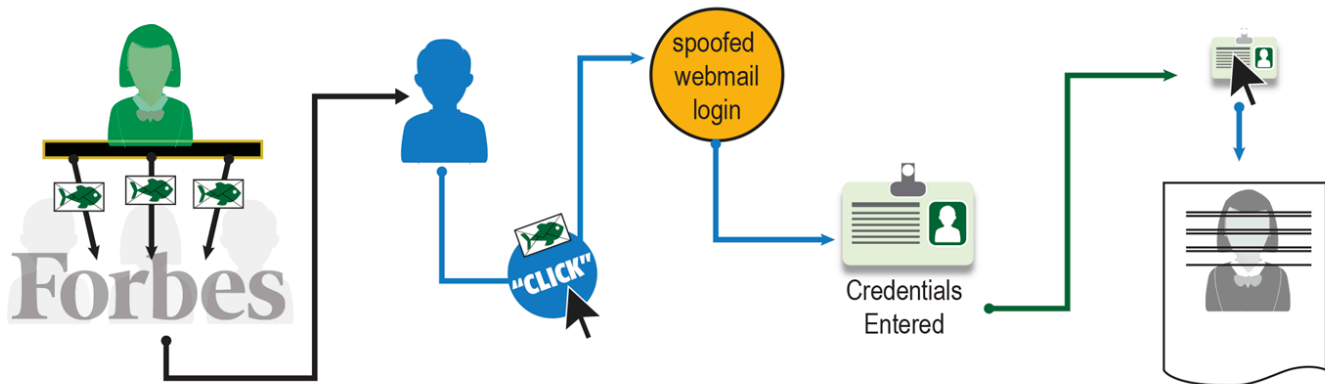 Forbes
"CLICK"
spoofed
webmail
login
Credentials
Entered